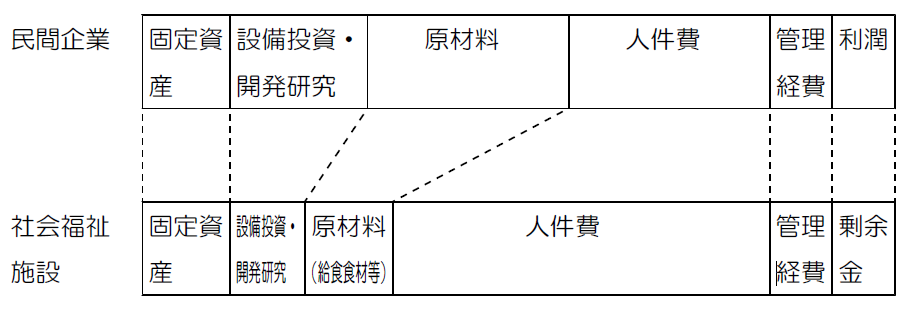 民間企業
固定資
産
設備投資・
開発研究
原材料
人件費
管理
経費
利潤
社会福祉
施設
固定資
産
設備投資・
開発研究
原材料
（給食食材等）
人件費
管理
経費
剰余
金